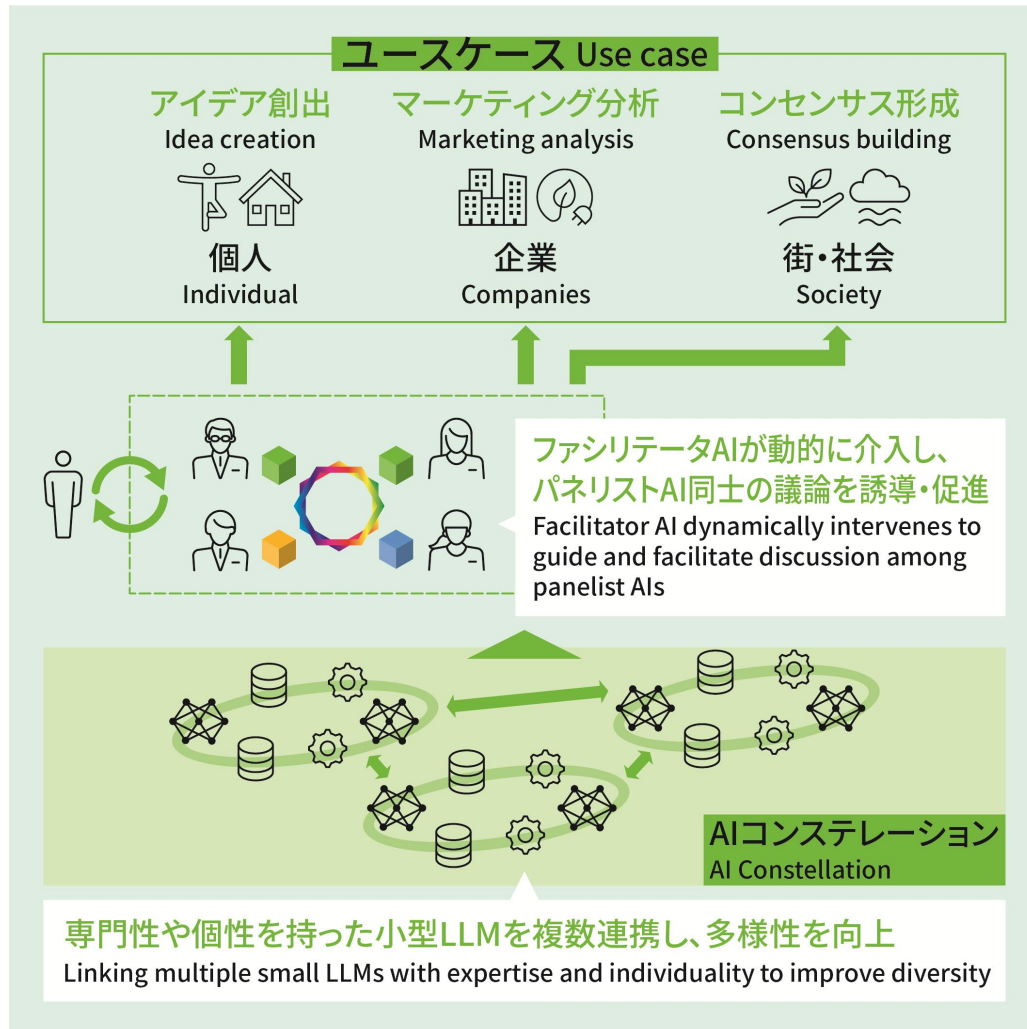 ユースケース Use case
アイデア創出
Idea creation
個人
Individual
マーケティング分析
Marketing analysis
企業
Companies
コンセンサス形成
Consensus building
街・社会
Society
ファシリテータAIが動的に介入し、
パネリストAI同士の議論を誘導・促進
Facilitator AI dynamically intervenes to
guide and facilitate discussion among
panelist AIs
AIコンステレーション
AI Constellation
専門性や個性を持った小型LLMを複数連携し、多様性を向上
Linking multiple small LLMs with expertise and individuality to improve diversity